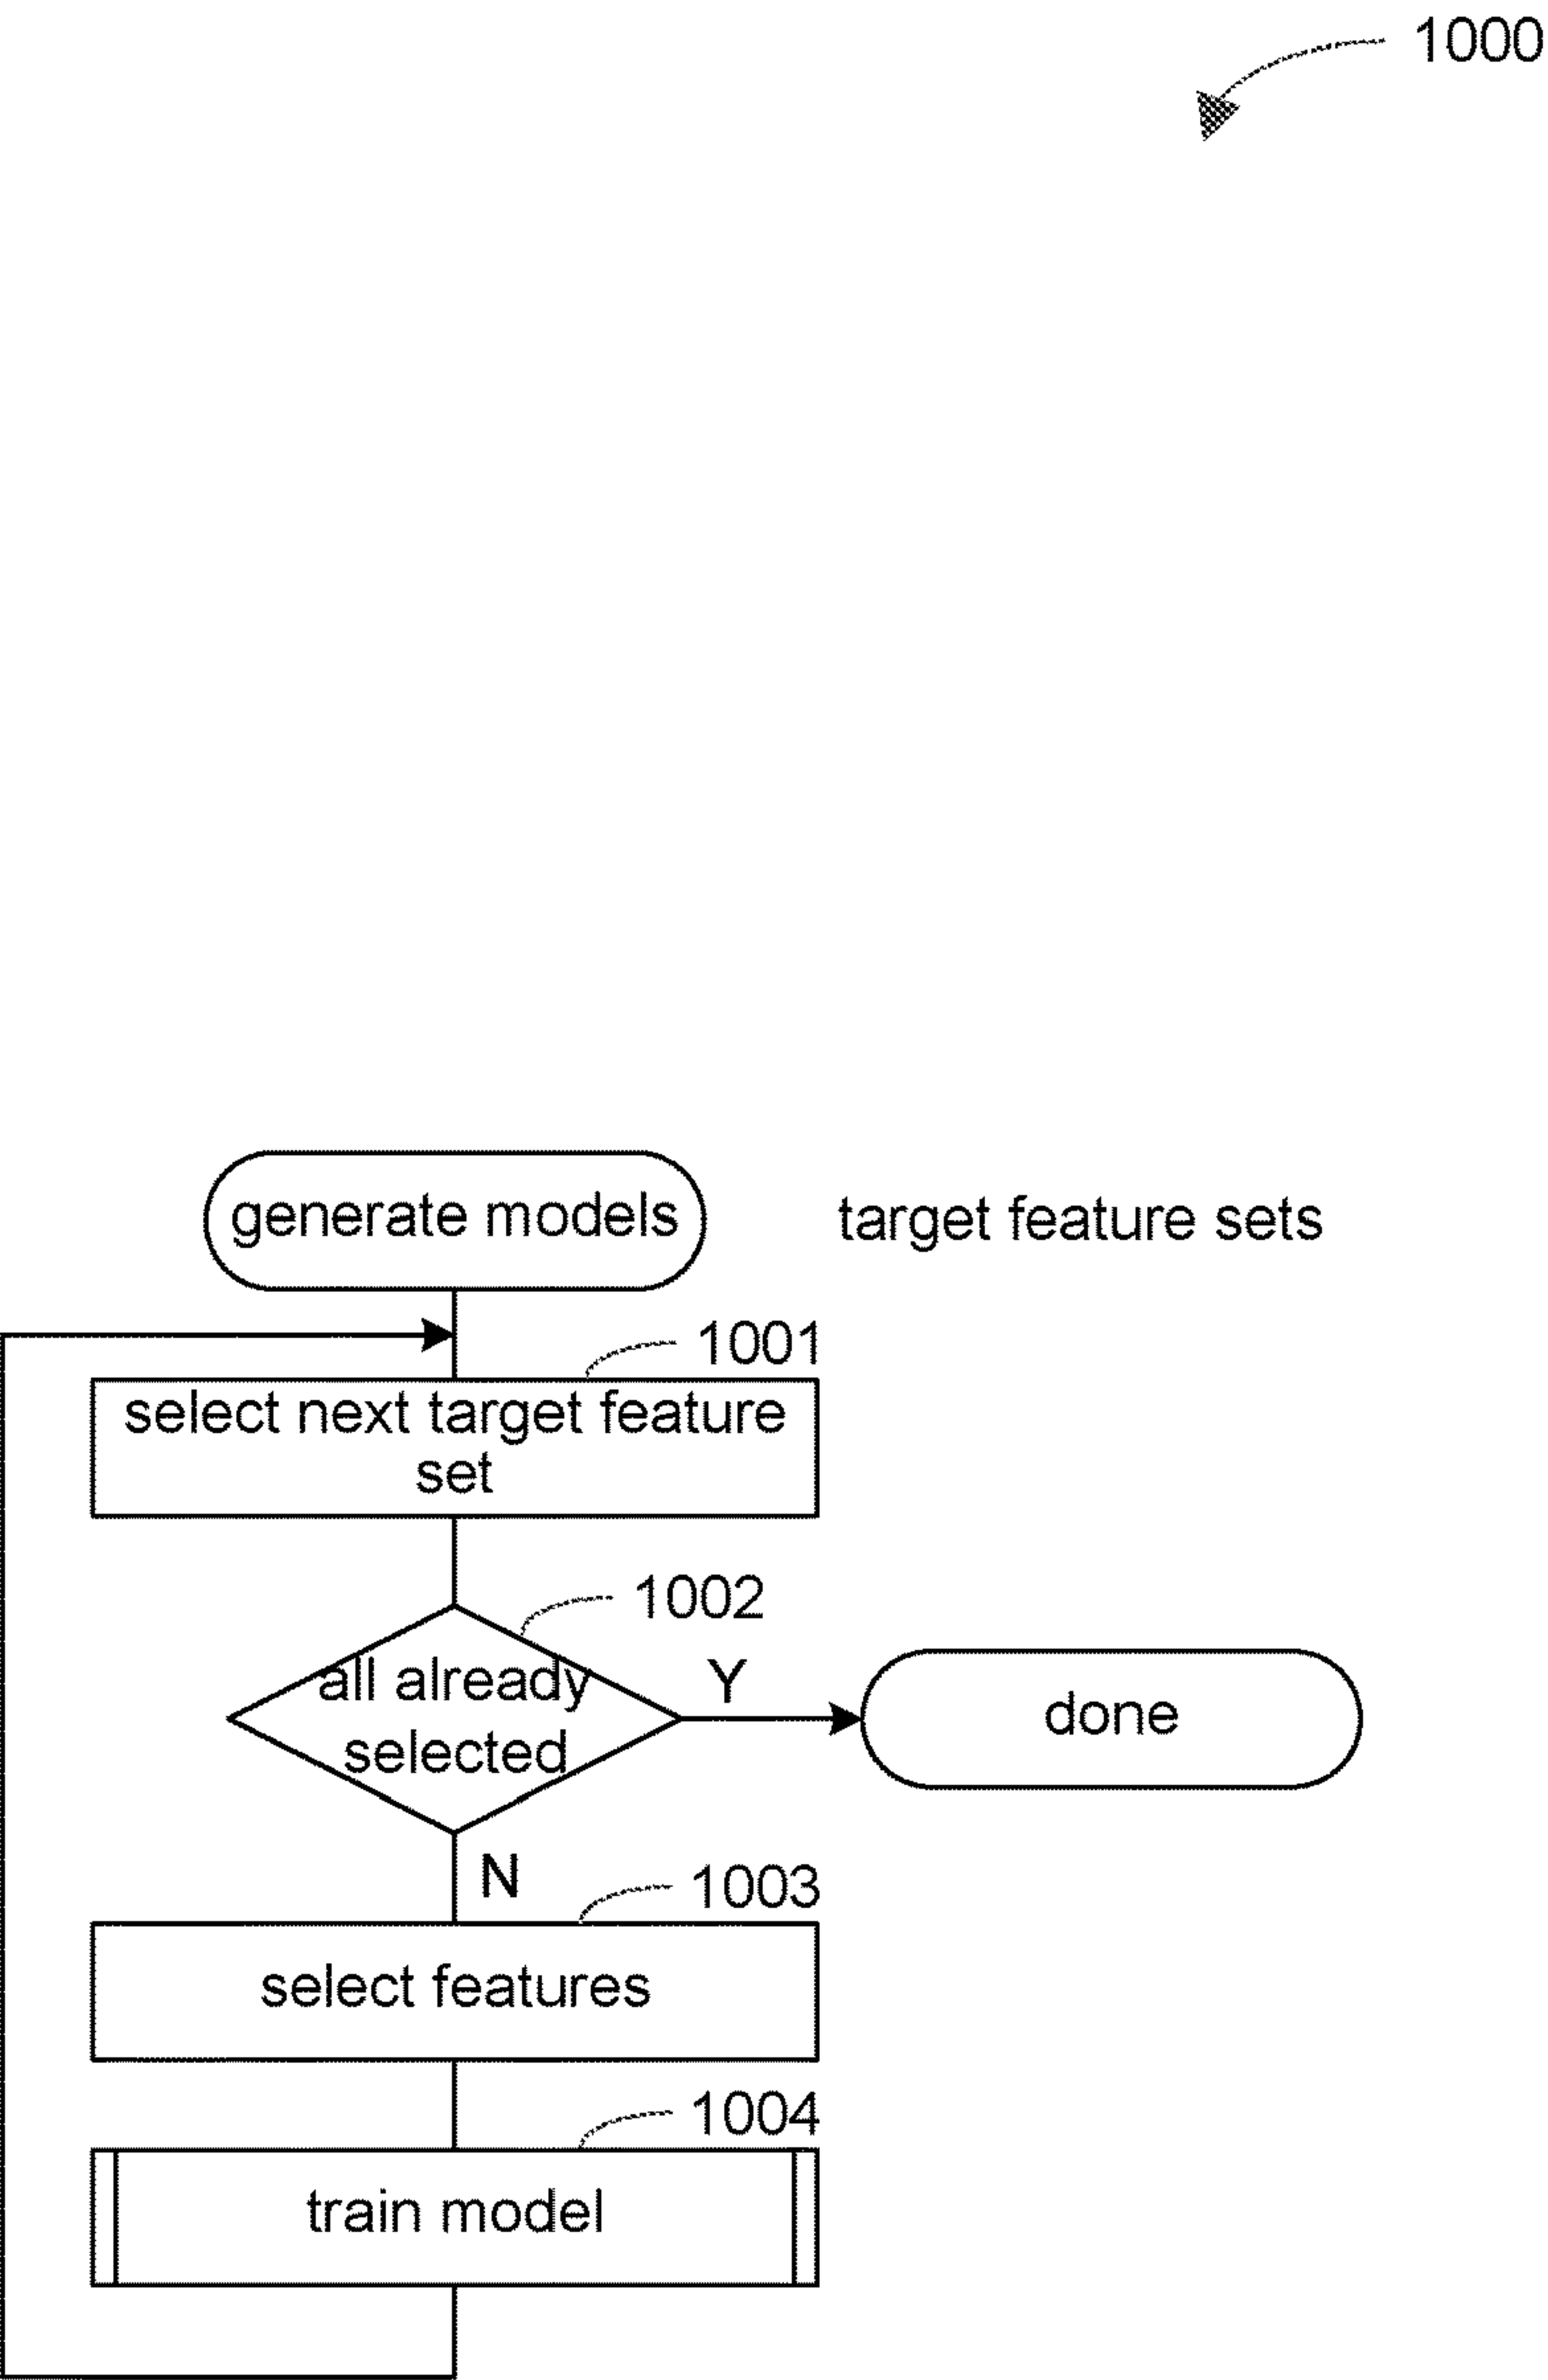 1000
generate models
target feature sets
1001
select next target feature
set
1002
all already
selected
Y
done
N
1003
select features
1004
train model